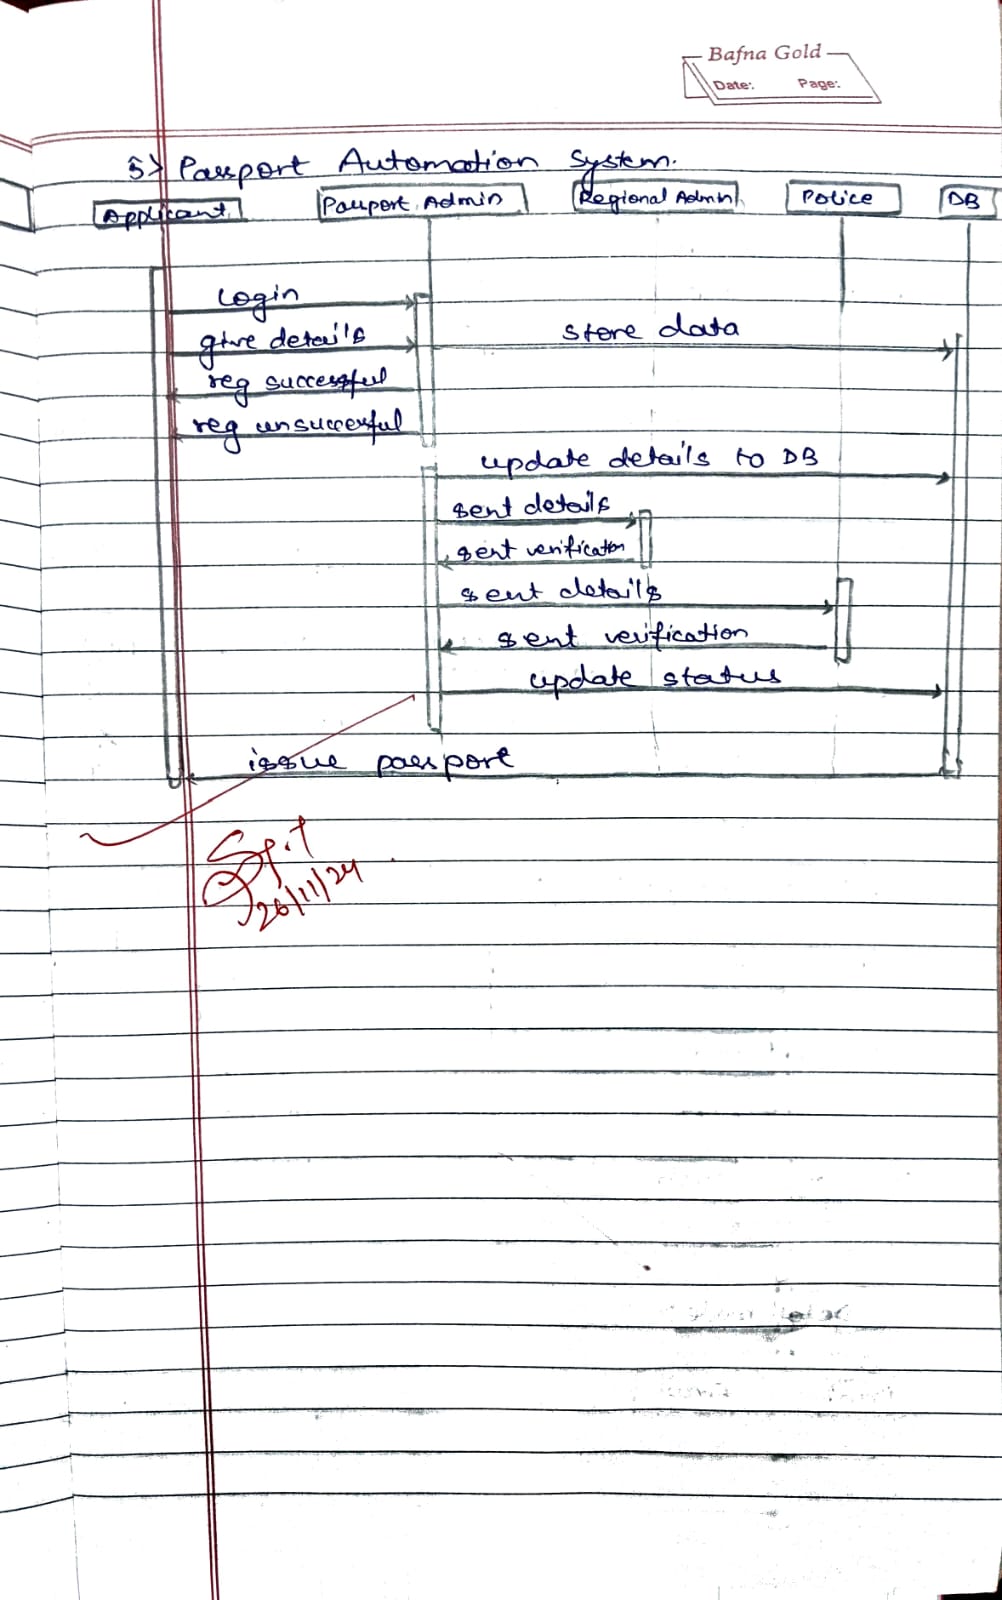 Bafna Gold
Date: Page:
5> Passport Automation System.
Applicant Passport Admin Regional Admin Police DB
login
give details store data
reg successful
reg unsuccessful
update details to DB
sent details
sent verification
sent details
sent verification
update status
issue passport
26/11/24